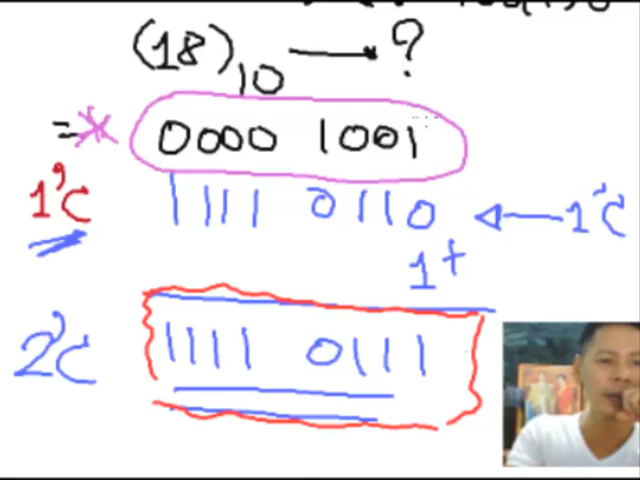 (18)10 → ?
= 0000 1001
1'C 1111 0110 ← 1'C
1+
2'C 1111 0111